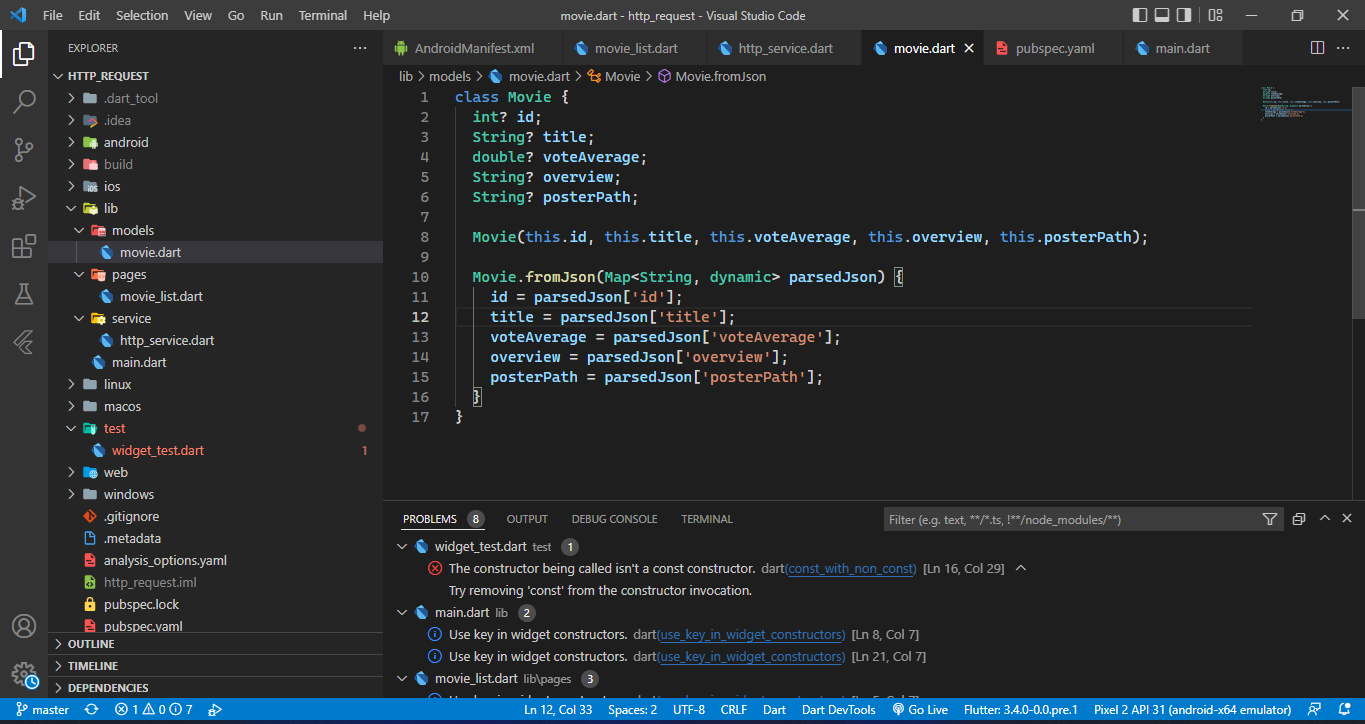 File Edit Selection View Go Run Terminal Help movie.dart - http_request - Visual Studio Code
EXPLORER
HTTP_REQUEST
.dart_tool
.idea
android
build
ios
lib
models
movie.dart
pages
movie_list.dart
service
http_service.dart
main.dart
linux
macos
test
widget_test.dart 1
web
windows
.gitignore
.metadata
analysis_options.yaml
http_request.iml
pubspec.lock
pubspec.yaml
OUTLINE
TIMELINE
DEPENDENCIES
AndroidManifest.xml movie_list.dart http_service.dart movie.dart pubspec.yaml main.dart
lib > models > movie.dart > Movie > Movie.fromJson
1 class Movie {
2 int? id;
3 String? title;
4 double? voteAverage;
5 String? overview;
6 String? posterPath;
7
8 Movie(this.id, this.title, this.voteAverage, this.overview, this.posterPath);
9
10 Movie.fromJson(Map<String, dynamic> parsedJson) {
11 id = parsedJson['id'];
12 title = parsedJson['title'];
13 voteAverage = parsedJson['voteAverage'];
14 overview = parsedJson['overview'];
15 posterPath = parsedJson['posterPath'];
16 }
17 }
PROBLEMS 8 OUTPUT DEBUG CONSOLE TERMINAL Filter (e.g. text, **/*.ts, !**/node_modules/**)
widget_test.dart test 1
The constructor being called isn't a const constructor. dart(const_with_non_const) [Ln 16, Col 29]
Try removing 'const' from the constructor invocation.
main.dart lib 2
Use key in widget constructors. dart(use_key_in_widget_constructors) [Ln 8, Col 7]
Use key in widget constructors. dart(use_key_in_widget_constructors) [Ln 21, Col 7]
movie_list.dart lib\pages 3
master 1 0 7 Ln 12, Col 33 Spaces: 2 UTF-8 CRLF Dart Dart DevTools Go Live Flutter: 3.4.0-0.0.pre.1 Pixel 2 API 31 (android-x64 emulator)